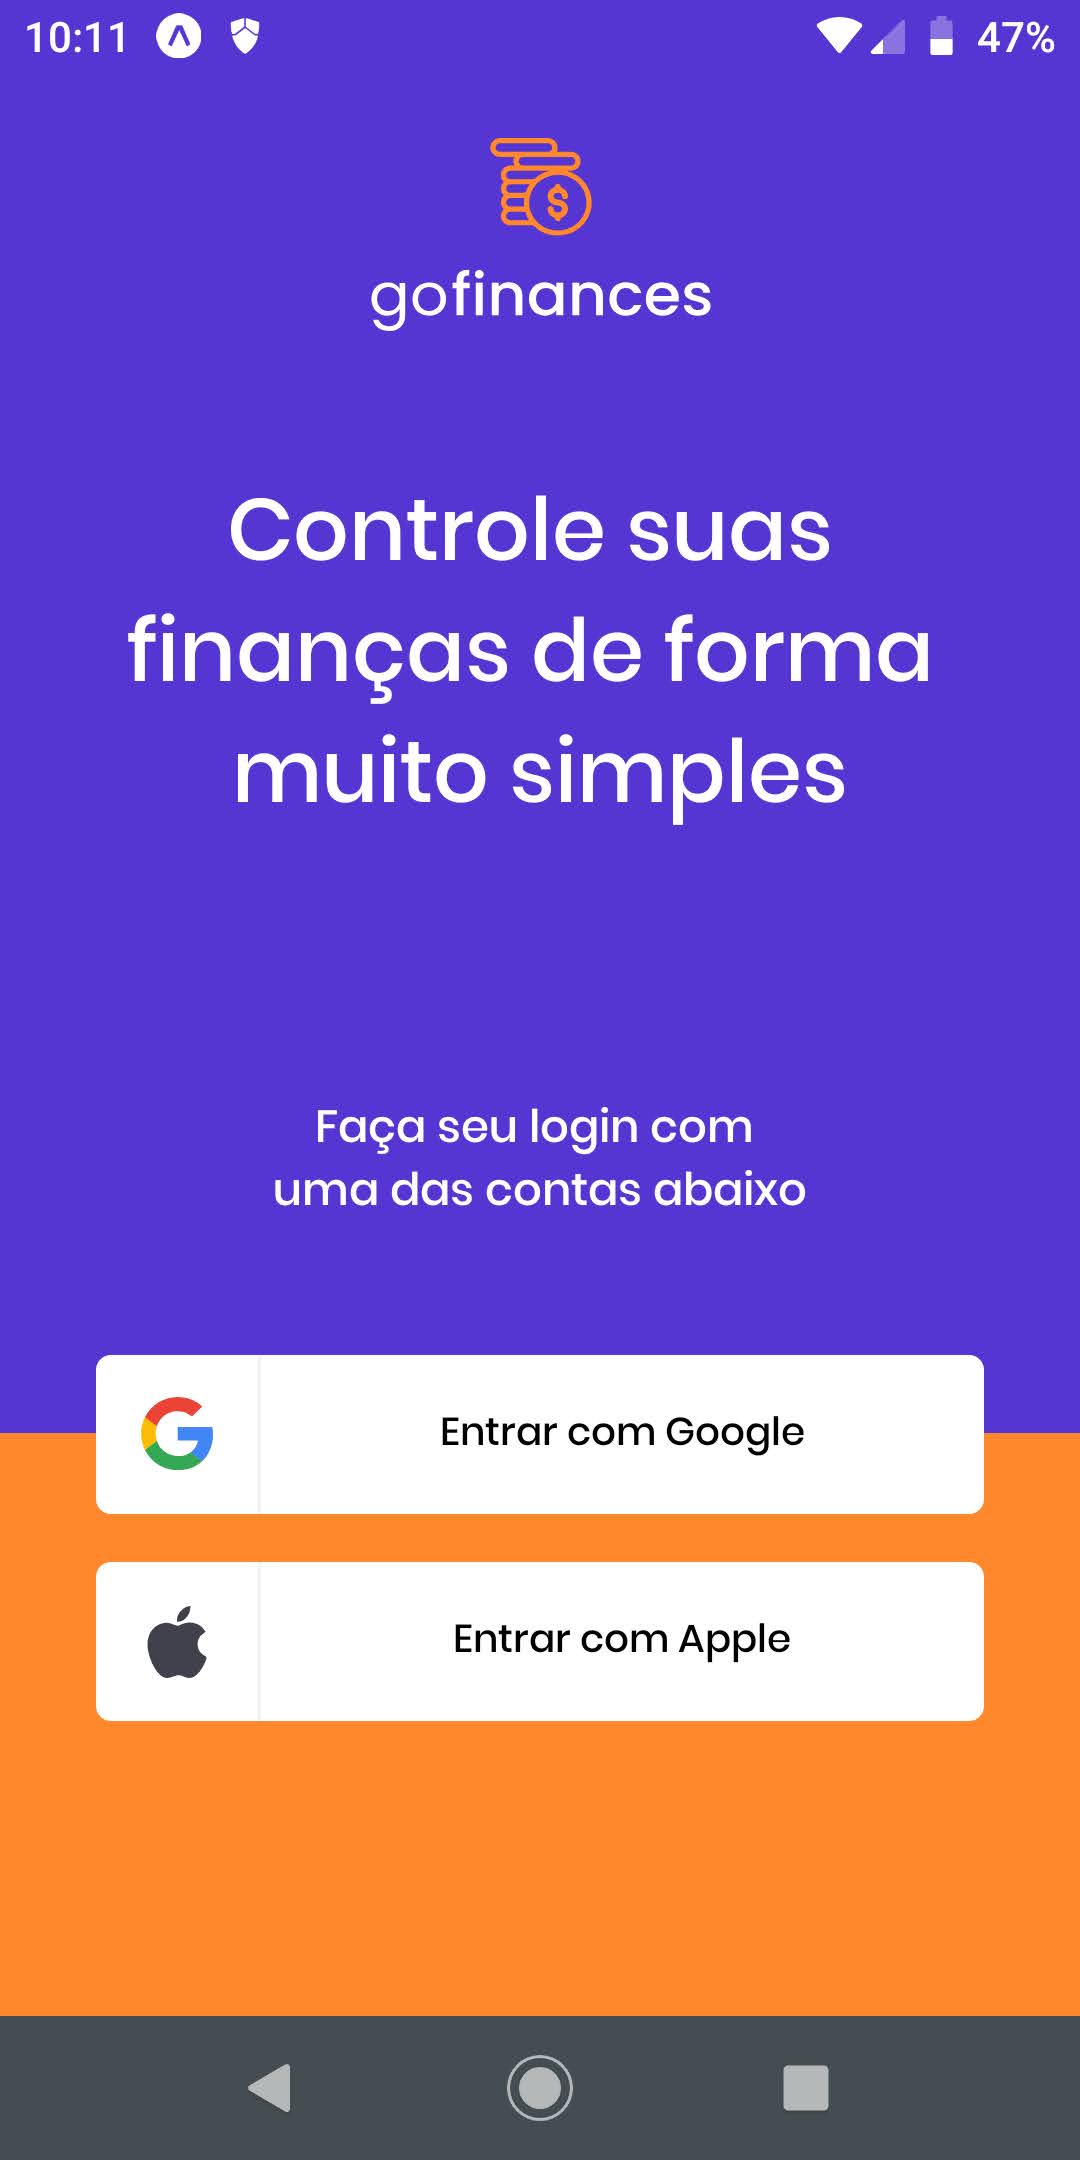 10:11 47%
$
gofinances
Controle suas
finanças de forma
muito simples
Faça seu login com
uma das contas abaixo
Entrar com Google
Entrar com Apple